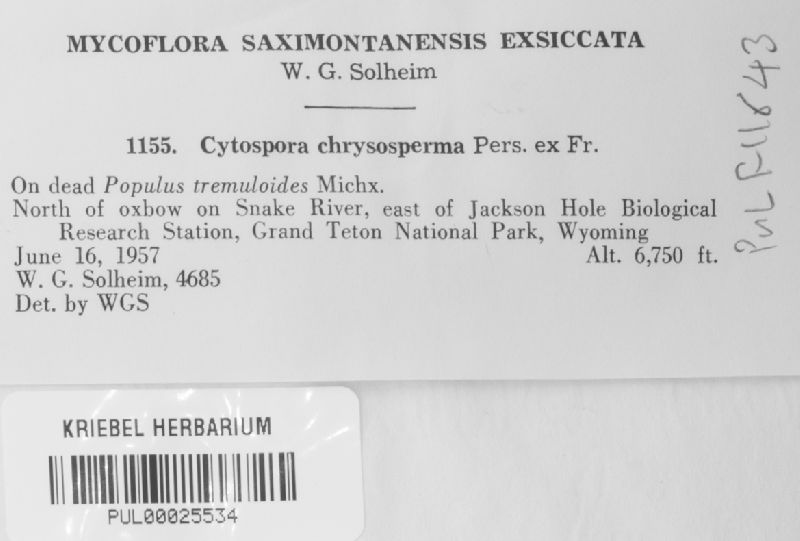 MYCOFLORA SAXIMONTANENSIS EXSICCATA
W. G. Solheim
1155. Cytospora chrysosperma Pers. ex Fr.
On dead Populus tremuloides Michx.
North of oxbow on Snake River, east of Jackson Hole Biological
Research Station, Grand Teton National Park, Wyoming
June 16, 1957 Alt. 6,750 ft.
W. G. Solheim, 4685
Det. by WGS
PUL F11843
KRIEBEL HERBARIUM
PUL00025534